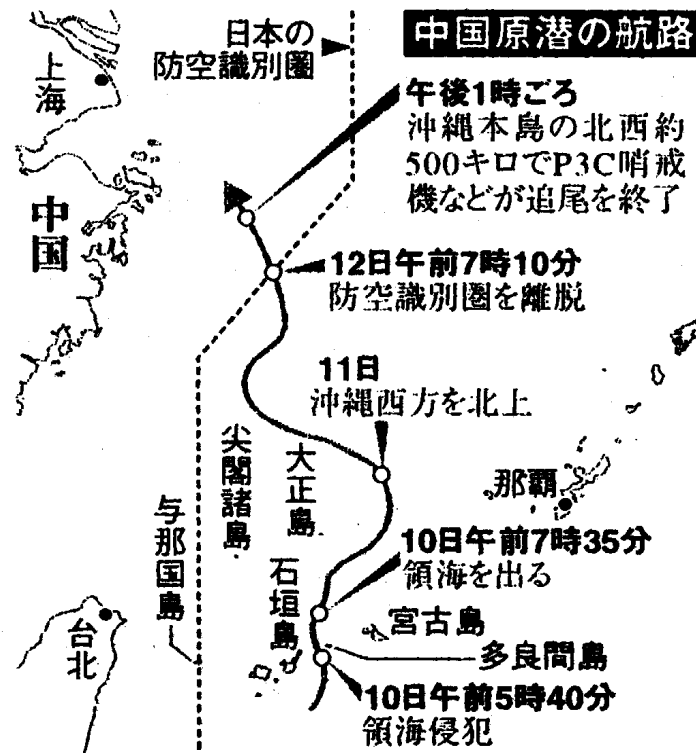 中国原潜の航路
日本の
防空識別圏
上海
午後1時ごろ
沖縄本島の北西約
500キロでP3C哨戒
機などが追尾を終了
中国
12日午前7時10分
防空識別圏を離脱
11日
沖縄西方を北上
尖閣諸島
大正島
那覇
与那国島
10日午前7時35分
領海を出る
石垣島
宮古島
台北
多良間島
10日午前5時40分
領海侵犯